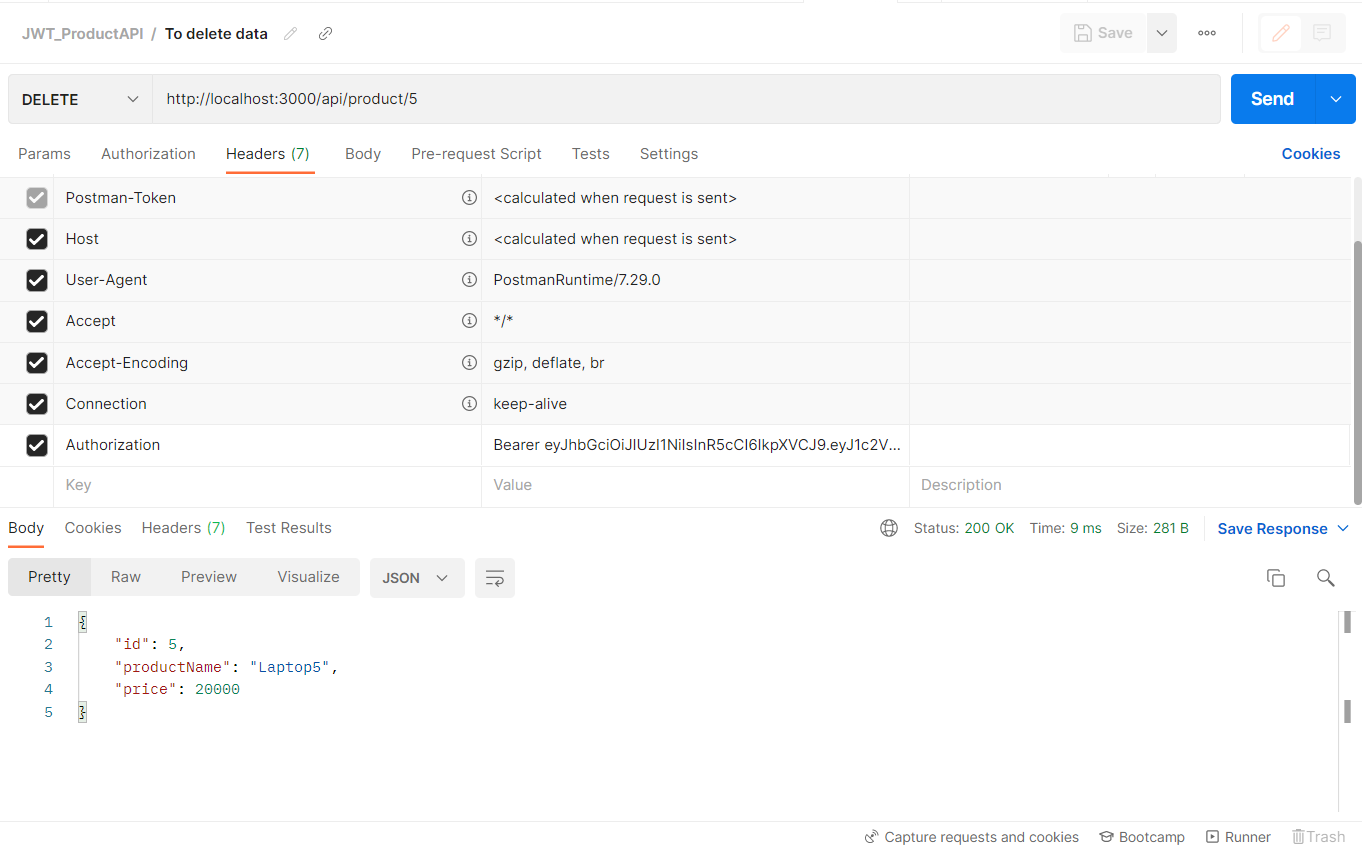 JWT_ProductAPI / To delete data
Save
DELETE
http://localhost:3000/api/product/5
Send
Params Authorization Headers (7) Body Pre-request Script Tests Settings Cookies
Postman-Token <calculated when request is sent>
Host <calculated when request is sent>
User-Agent PostmanRuntime/7.29.0
Accept */*
Accept-Encoding gzip, deflate, br
Connection keep-alive
Authorization Bearer eyJhbGciOiJIUzI1NiIsInR5cCI6IkpXVCJ9.eyJ1c2V...
Key Value Description
Body Cookies Headers (7) Test Results Status: 200 OK Time: 9 ms Size: 281 B Save Response
Pretty Raw Preview Visualize JSON
1 {
2 "id": 5,
3 "productName": "Laptop5",
4 "price": 20000
5 }
Capture requests and cookies Bootcamp Runner Trash